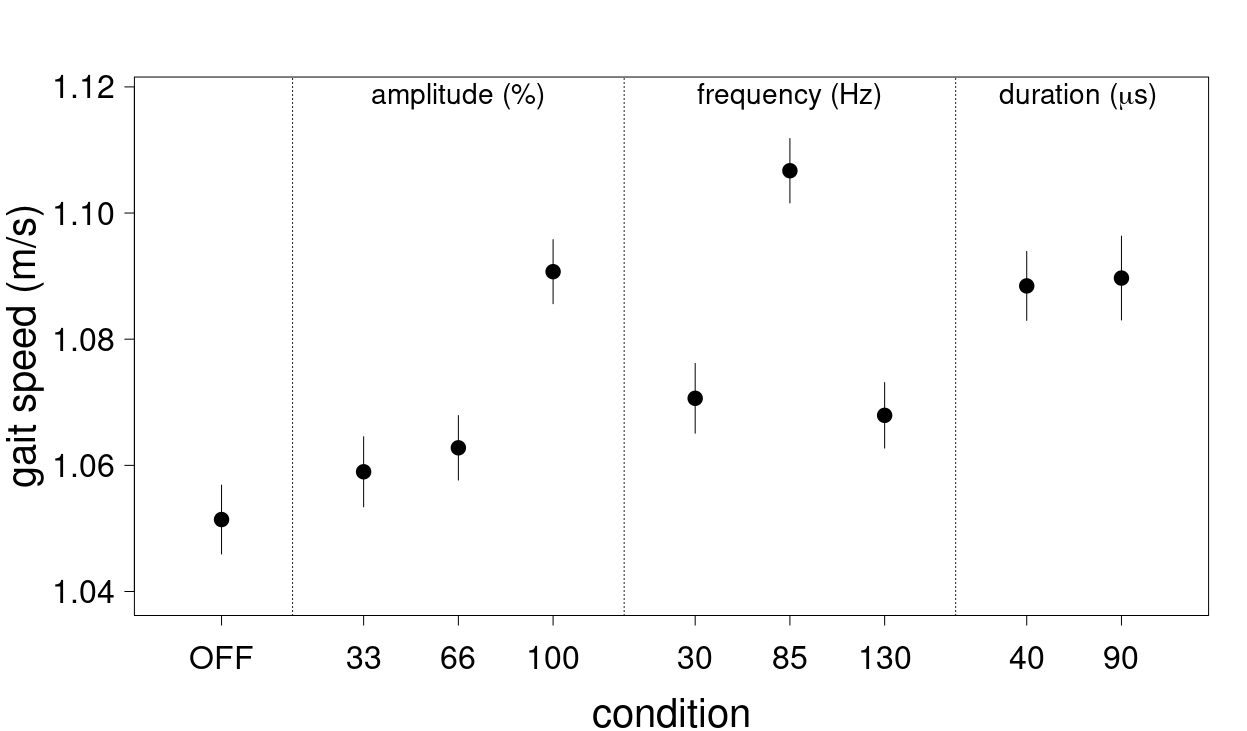 amplitude (%) frequency (Hz) duration (μs)
1.12
1.10
1.08
1.06
1.04
gait speed (m/s)
OFF 33 66 100 30 85 130 40 90
condition